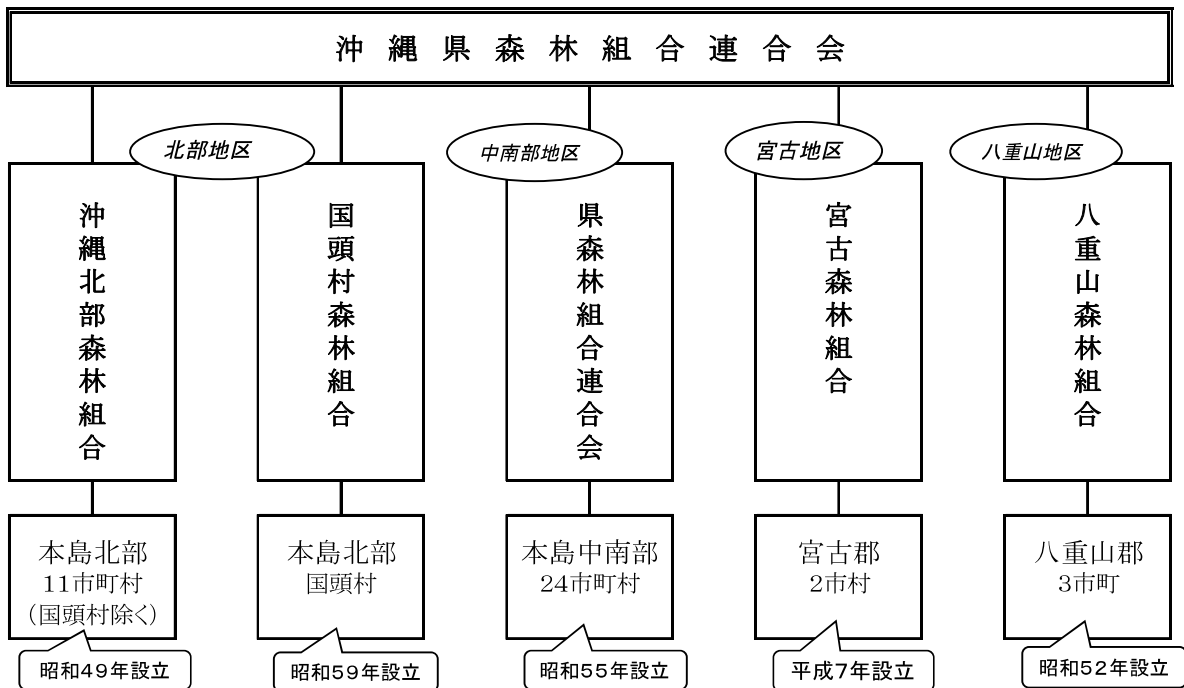 沖縄県森林組合連合会
北部地区
中南部地区
宮古地区
八重山地区
沖縄北部森林組合
国頭村森林組合
県森林組合連合会
宮古森林組合
八重山森林組合
本島北部
11市町村
(国頭村除く)
本島北部
国頭村
本島中南部
24市町村
宮古郡
2市村
八重山郡
3市町
昭和49年設立
昭和59年設立
昭和55年設立
平成7年設立
昭和52年設立